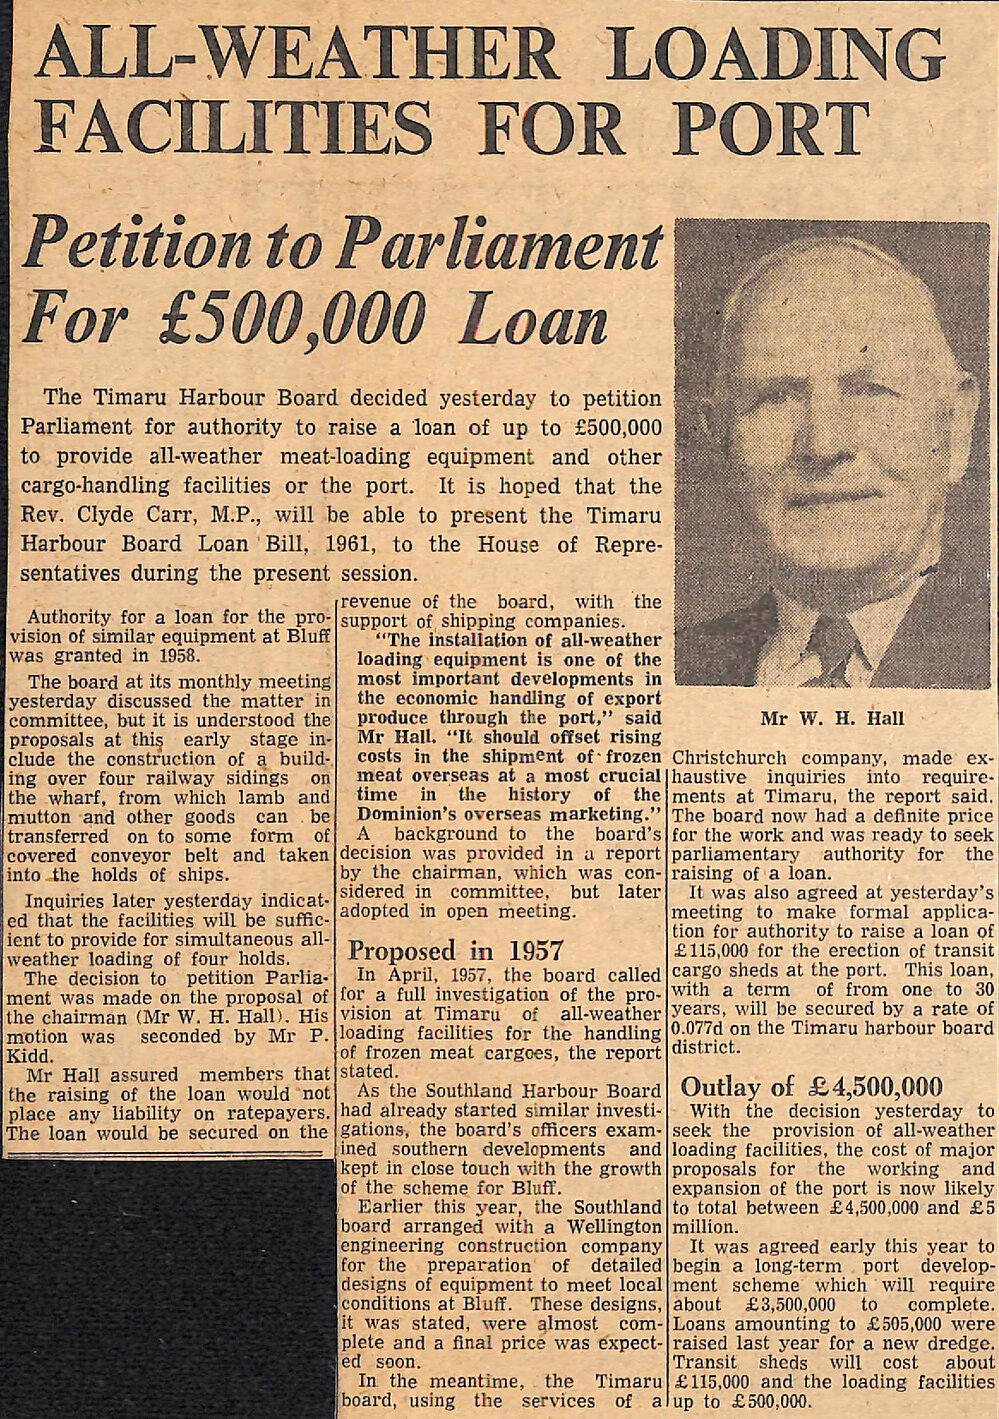 ALL-WEATHER LOADING
FACILITIES FOR PORT
Petition to Parliament
For £500,000 Loan
The Timaru Harbour Board decided yesterday to petition
Parliament for authority to raise a loan of up to £500,000
to provide all-weather meat-loading equipment and other
cargo-handling facilities or the port. It is hoped that the
Rev. Clyde Carr, M.P., will be able to present the Timaru
Harbour Board Loan Bill, 1961, to the House of Repre-
sentatives during the present session.
Authority for a loan for the pro-
vision of similar equipment at Bluff
was granted in 1958.
The board at its monthly meeting
yesterday discussed the matter in
committee, but it is understood the
proposals at this early stage in-
clude the construction of a build-
ing over four railway sidings on
the wharf, from which lamb and
mutton and other goods can be
transferred on to some form of
covered conveyor belt and taken
into the holds of ships.
Inquiries later yesterday indicat-
ed that the facilities will be suffic-
ient to provide for simultaneous all-
weather loading of four holds.
The decision to petition Parlia-
ment was made on the proposal of
the chairman (Mr W. H. Hall). His
motion was seconded by Mr P.
Kidd.
Mr Hall assured members that
the raising of the loan would not
place any liability on ratepayers.
The loan would be secured on the
revenue of the board, with the
support of shipping companies.
"The installation of all-weather
loading equipment is one of the
most important developments in
the economic handling of export
produce through the port," said
Mr Hall. "It should offset rising
costs in the shipment of frozen
meat overseas at a most crucial
time in the history of the
Dominion's overseas marketing."
A background to the board's
decision was provided in a report
by the chairman, which was con-
sidered in committee, but later
adopted in open meeting.
Proposed in 1957
In April, 1957, the board called
for a full investigation of the pro-
vision at Timaru of all-weather
loading facilities for the handling
of frozen meat cargoes, the report
stated.
As the Southland Harbour Board
had already started similar investi-
gations, the board's officers exam-
ined southern developments and
kept in close touch with the growth
of the scheme for Bluff.
Earlier this year, the Southland
board arranged with a Wellington
engineering construction company
for the preparation of detailed
designs of equipment to meet local
conditions at Bluff. These designs,
it was stated, were almost com-
plete and a final price was expect-
ed soon.
In the meantime, the Timaru
board, using the services of a
Mr W. H. Hall
Christchurch company, made ex-
haustive inquiries into require-
ments at Timaru, the report said.
The board now had a definite price
for the work and was ready to seek
parliamentary authority for the
raising of a loan.
It was also agreed at yesterday's
meeting to make formal applica-
tion for authority to raise a loan of
£115,000 for the erection of transit
cargo sheds at the port. This loan,
with a term of from one to 30
years, will be secured by a rate of
0.077d on the Timaru harbour board
district.
Outlay of £4,500,000
With the decision yesterday to
seek the provision of all-weather
loading facilities, the cost of major
proposals for the working and
expansion of the port is now likely
to total between £4,500,000 and £5
million.
It was agreed early this year to
begin a long-term port develop-
ment scheme which will require
about £3,500,000 to complete.
Loans amounting to £505,000 were
raised last year for a new dredge.
Transit sheds will cost about
£115,000 and the loading facilities
up to £500,000.